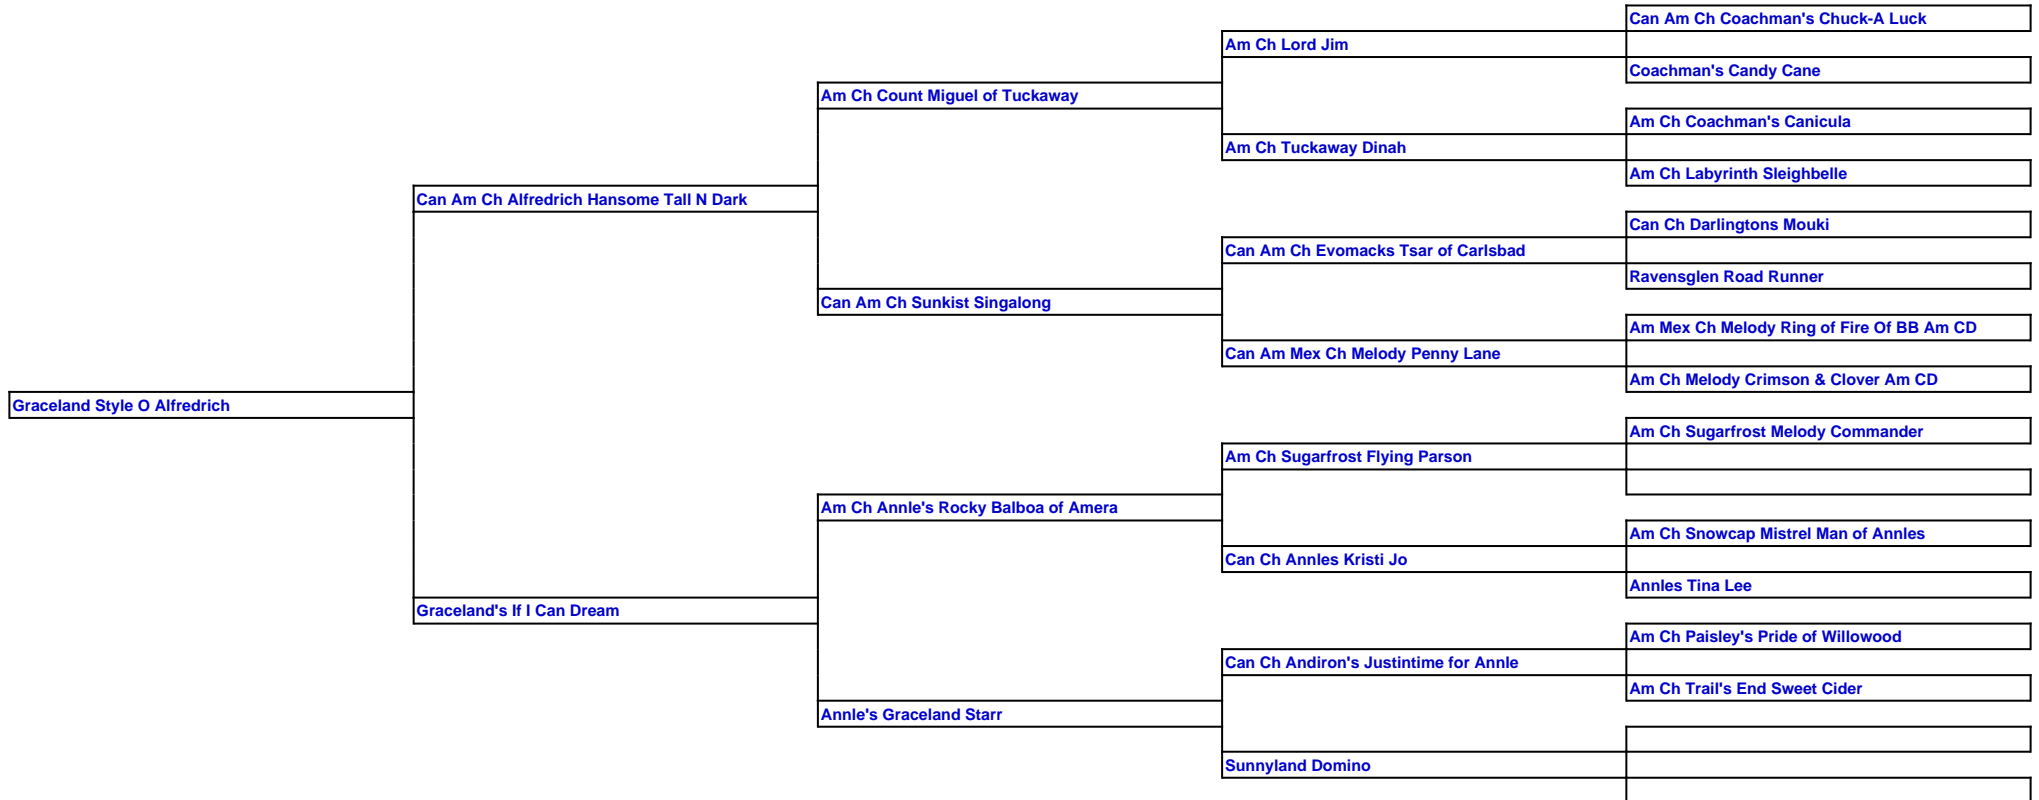 Can Am Ch Coachman's Chuck-A Luck
Am Ch Lord Jim
Coachman's Candy Cane
Am Ch Count Miguel of Tuckaway
Am Ch Coachman's Canicula
Am Ch Tuckaway Dinah
Am Ch Labyrinth Sleighbelle
Can Am Ch Alfredrich Hansome Tall N Dark
Can Ch Darlingtons Mouki
Can Am Ch Evomacks Tsar of Carlsbad
Ravensglen Road Runner
Can Am Ch Sunkist Singalong
Am Mex Ch Melody Ring of Fire Of BB Am CD
Can Am Mex Ch Melody Penny Lane
Am Ch Melody Crimson & Clover Am CD
Graceland Style O Alfredrich
Am Ch Sugarfrost Melody Commander
Am Ch Sugarfrost Flying Parson
Am Ch Annle's Rocky Balboa of Amera
Am Ch Snowcap Mistrel Man of Annles
Can Ch Annles Kristi Jo
Annles Tina Lee
Graceland's If I Can Dream
Am Ch Paisley's Pride of Willowood
Can Ch Andiron's Justintime for Annle
Am Ch Trail's End Sweet Cider
Annle's Graceland Starr
Sunnyland Domino